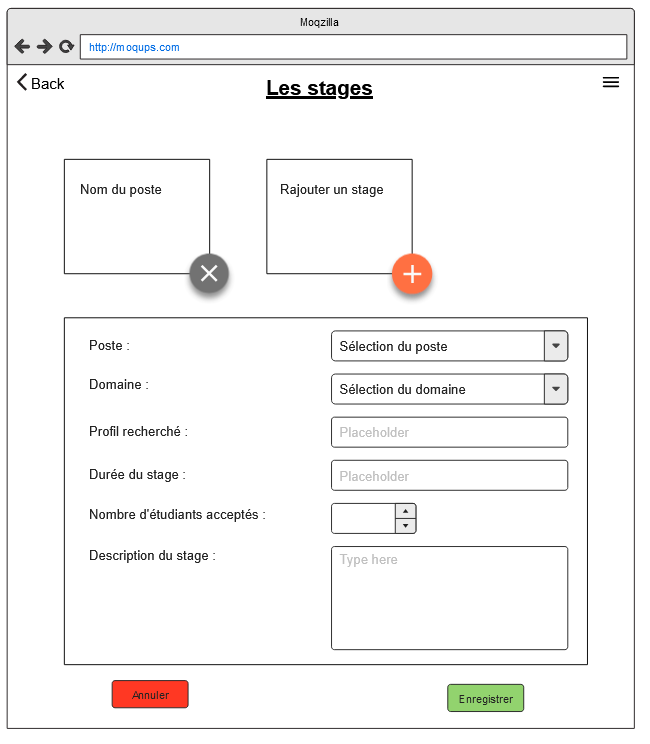 Moqzilla
http://moqups.com
Back
Les stages
Nom du poste
Rajouter un stage
Poste :
Sélection du poste
Domaine :
Sélection du domaine
Profil recherché :
Placeholder
Durée du stage :
Placeholder
Nombre d'étudiants acceptés :
Description du stage :
Type here
Annuler
Enregistrer